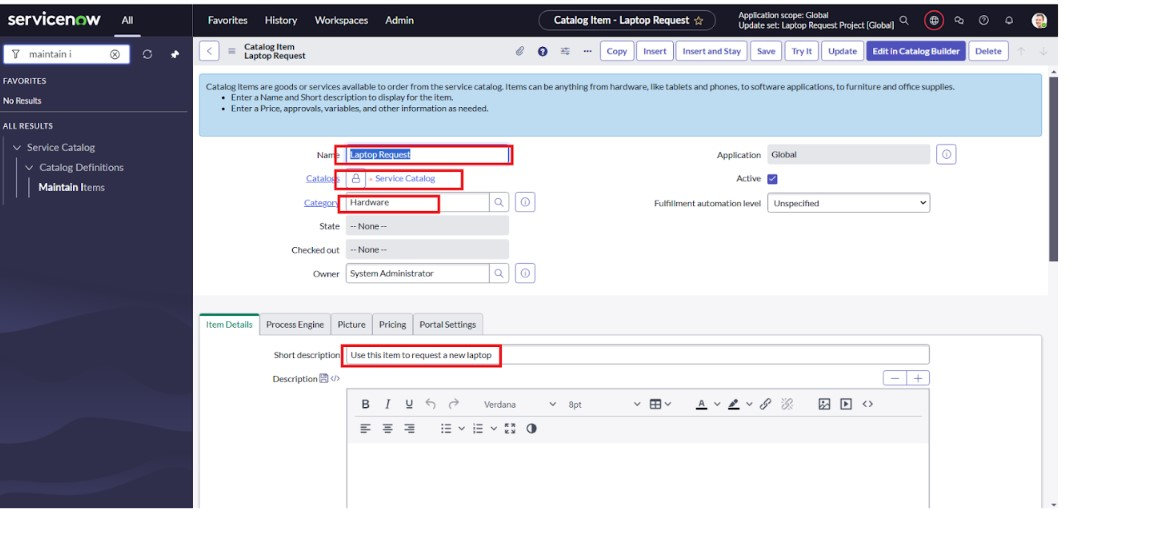 servicenow All Favorites History Workspaces Admin Catalog Item - Laptop Request Application scope: Global
Update set: Laptop Request Project [Global]
maintain i
Catalog Item
Laptop Request
Copy Insert Insert and Stay Save Try It Update Edit in Catalog Builder Delete
FAVORITES
No Results
ALL RESULTS
Service Catalog
Catalog Definitions
Maintain Items
Catalog Items are goods or services available to order from the service catalog. Items can be anything from hardware, like tablets and phones, to software applications, to furniture and office supplies.
• Enter a Name and Short description to display for the item.
• Enter a Price, approvals, variables, and other information as needed.
Name Laptop Request Application Global
Catalogs Service Catalog Active
Category Hardware Fulfillment automation level Unspecified
State -- None --
Checked out -- None --
Owner System Administrator
Item Details Process Engine Picture Pricing Portal Settings
Short description Use this item to request a new laptop
Description
B I U Verdana 8pt A